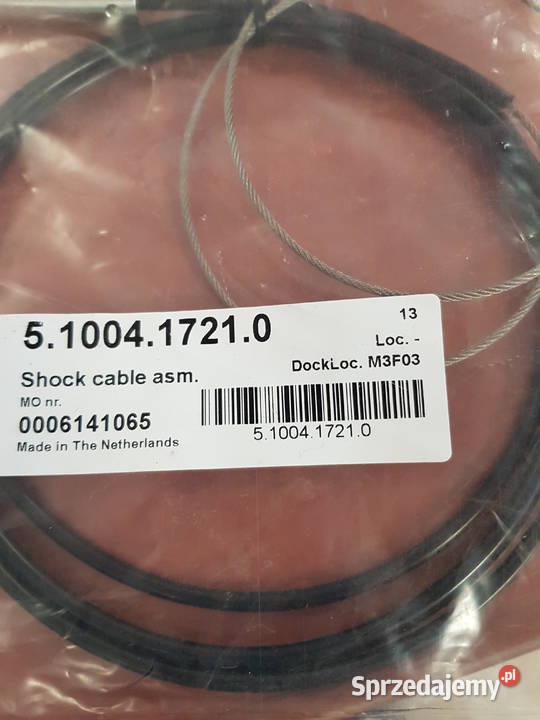 5.1004.1721.0
13
Loc. -
Shock cable asm.
DockLoc. M3F03
MO nr.
0006141065
Made in The Netherlands
5.1004.1721.0
Sprzedajemy.pl